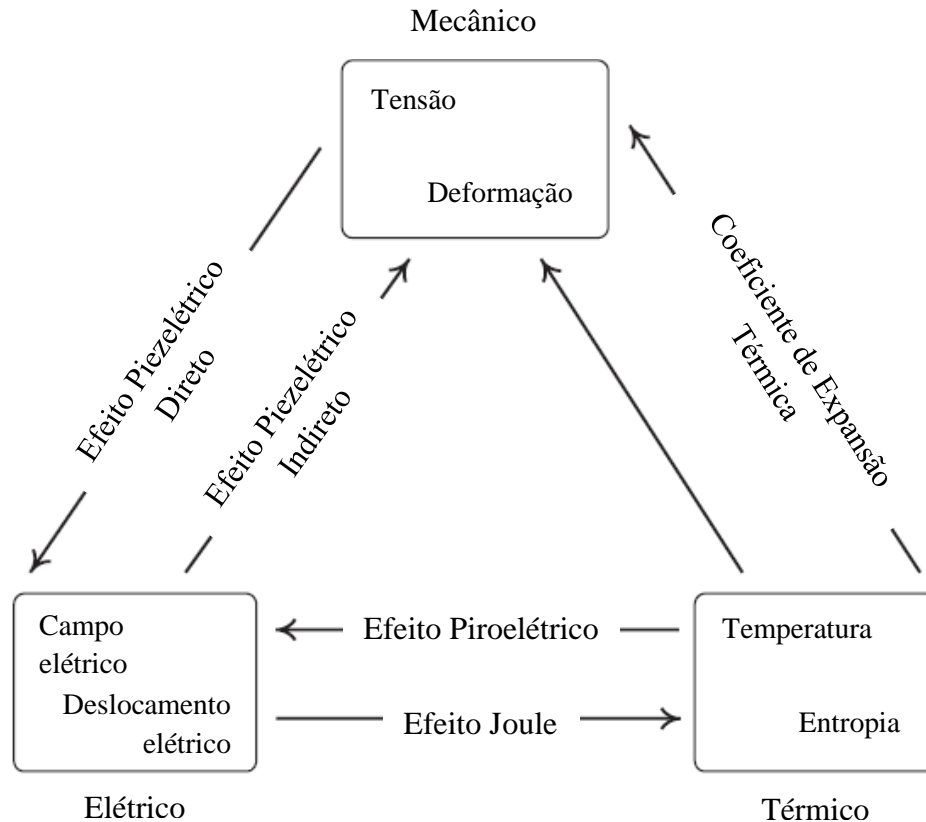 Mecânico
Tensão
Deformação
Efeito Piezelétrico
Direto
Efeito Piezelétrico
Indireto
Coeficiente de Expansão
Térmica
Campo
elétrico
Deslocamento
elétrico
Efeito Piroelétrico
Efeito Joule
Temperatura
Entropia
Elétrico
Térmico